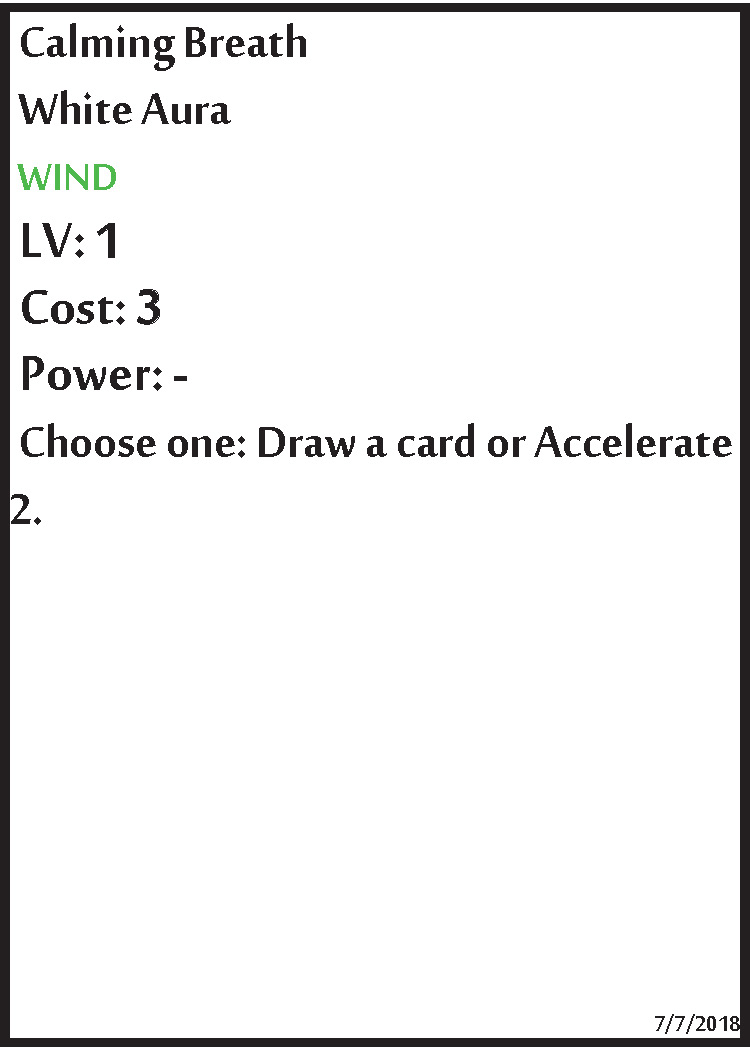 Calming Breath
White Aura
WIND
LV: 1
Cost: 3
Power: -
Choose one: Draw a card or Accelerate
2.
7/7/2018